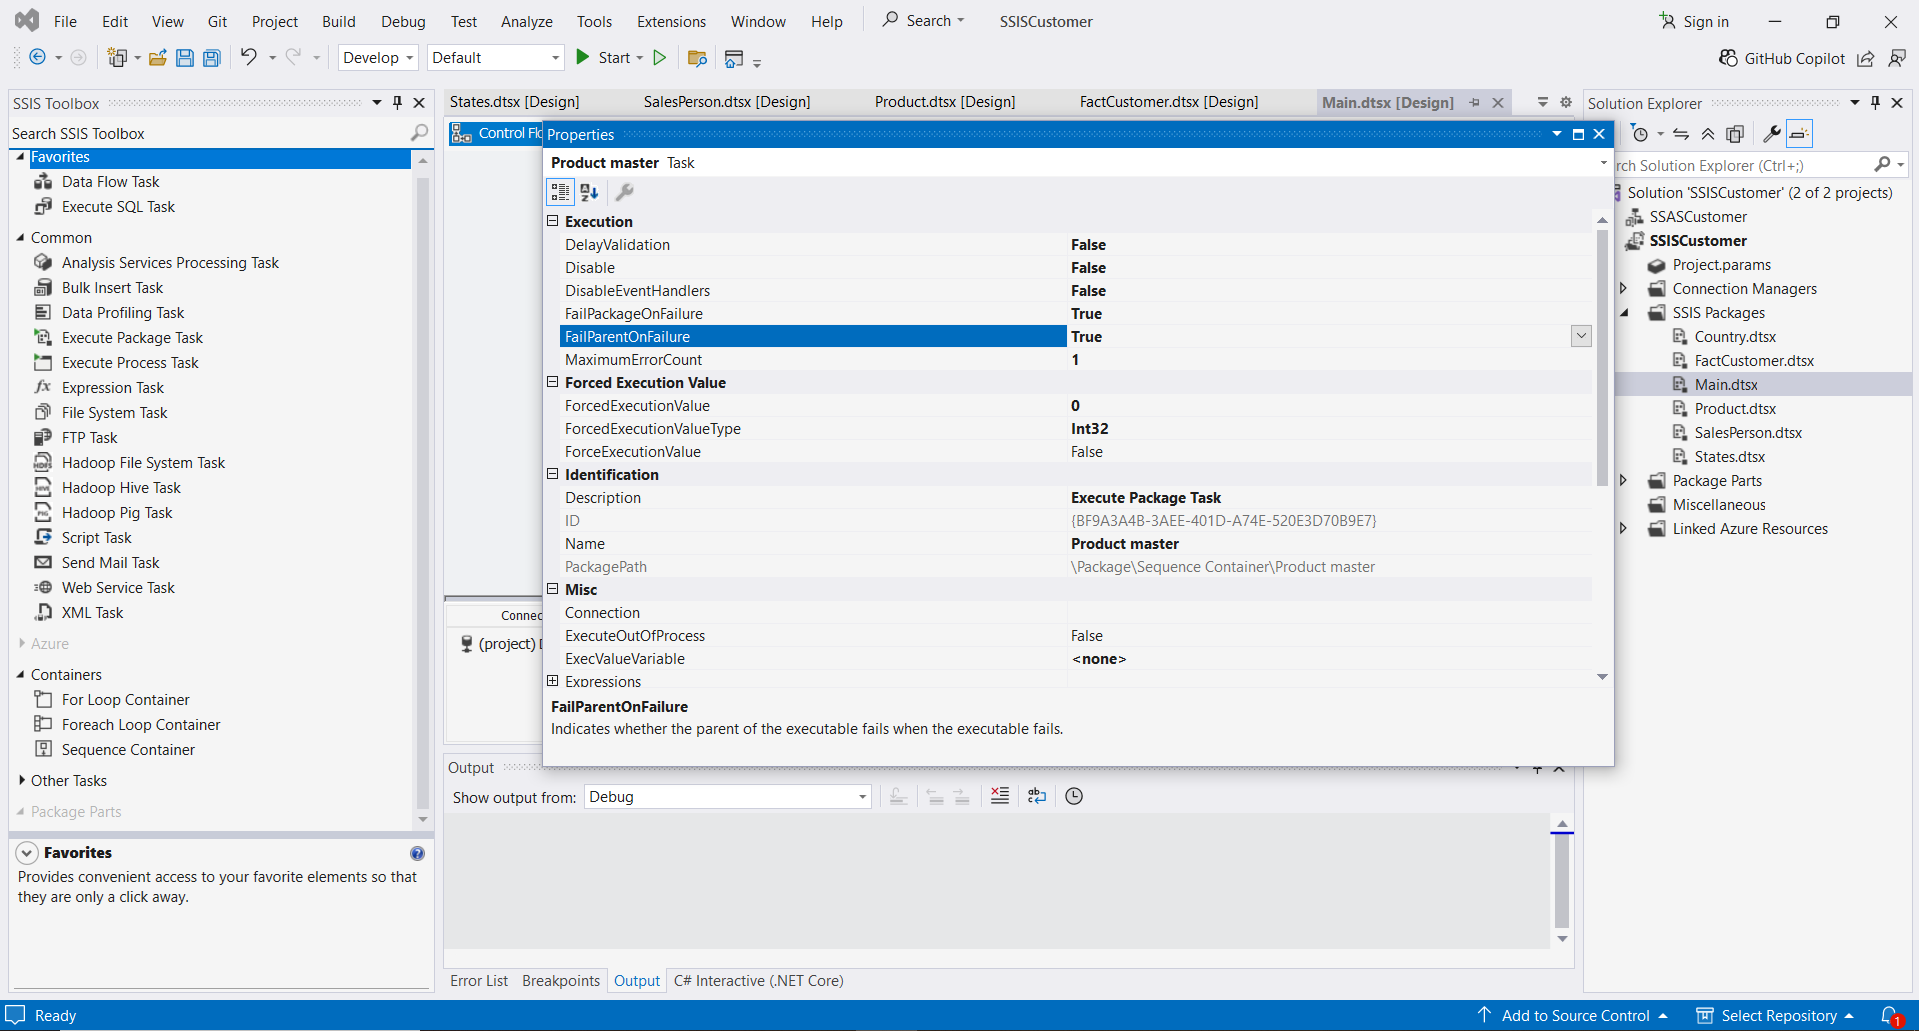 File Edit View Git Project Build Debug Test Analyze Tools Extensions Window Help Search SSISCustomer Sign in
Develop Default Start GitHub Copilot
SSIS Toolbox
Search SSIS Toolbox
Favorites
Data Flow Task
Execute SQL Task
Common
Analysis Services Processing Task
Bulk Insert Task
Data Profiling Task
Execute Package Task
Execute Process Task
Expression Task
File System Task
FTP Task
Hadoop File System Task
Hadoop Hive Task
Hadoop Pig Task
Script Task
Send Mail Task
Web Service Task
XML Task
Azure
Containers
For Loop Container
Foreach Loop Container
Sequence Container
Other Tasks
Package Parts
Favorites
Provides convenient access to your favorite elements so that
they are only a click away.
States.dtsx [Design] SalesPerson.dtsx [Design] Product.dtsx [Design] FactCustomer.dtsx [Design] Main.dtsx [Design]
Control Flo
Connec
(project)
Properties
Product master Task
Execution
DelayValidation False
Disable False
DisableEventHandlers False
FailPackageOnFailure True
FailParentOnFailure True
MaximumErrorCount 1
Forced Execution Value
ForcedExecutionValue 0
ForcedExecutionValueType Int32
ForceExecutionValue False
Identification
Description Execute Package Task
ID {BF9A3A4B-3AEE-401D-A74E-520E3D70B9E7}
Name Product master
PackagePath \Package\Sequence Container\Product master
Misc
Connection
ExecuteOutOfProcess False
ExecValueVariable <none>
Expressions
FailParentOnFailure
Indicates whether the parent of the executable fails when the executable fails.
Output
Show output from: Debug
Error List Breakpoints Output C# Interactive (.NET Core)
Solution Explorer
rch Solution Explorer (Ctrl+;)
Solution 'SSISCustomer' (2 of 2 projects)
SSASCustomer
SSISCustomer
Project.params
Connection Managers
SSIS Packages
Country.dtsx
FactCustomer.dtsx
Main.dtsx
Product.dtsx
SalesPerson.dtsx
States.dtsx
Package Parts
Miscellaneous
Linked Azure Resources
Ready Add to Source Control Select Repository 1